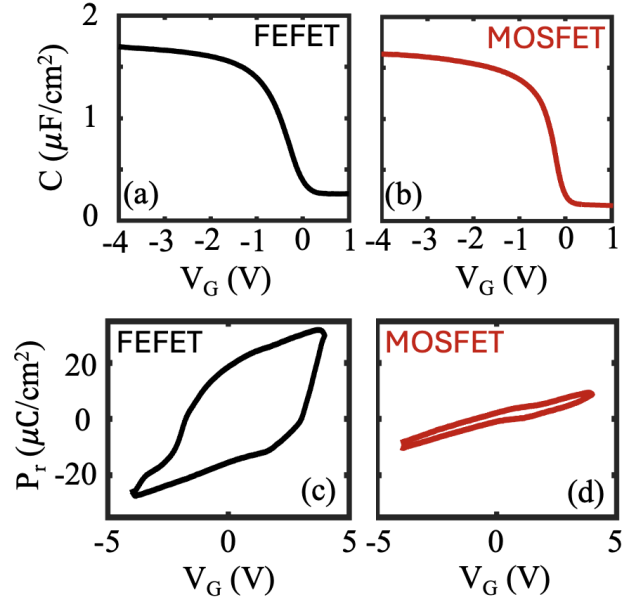 2
1
0
C (μF/cm²)
FEFET
(a)
-4 -3 -2 -1 0 1
V_G (V)
MOSFET
(b)
-4 -3 -2 -1 0 1
V_G (V)
20
0
-20
P_r (μC/cm²)
FEFET
(c)
-5 0 5
V_G (V)
MOSFET
(d)
-5 0 5
V_G (V)